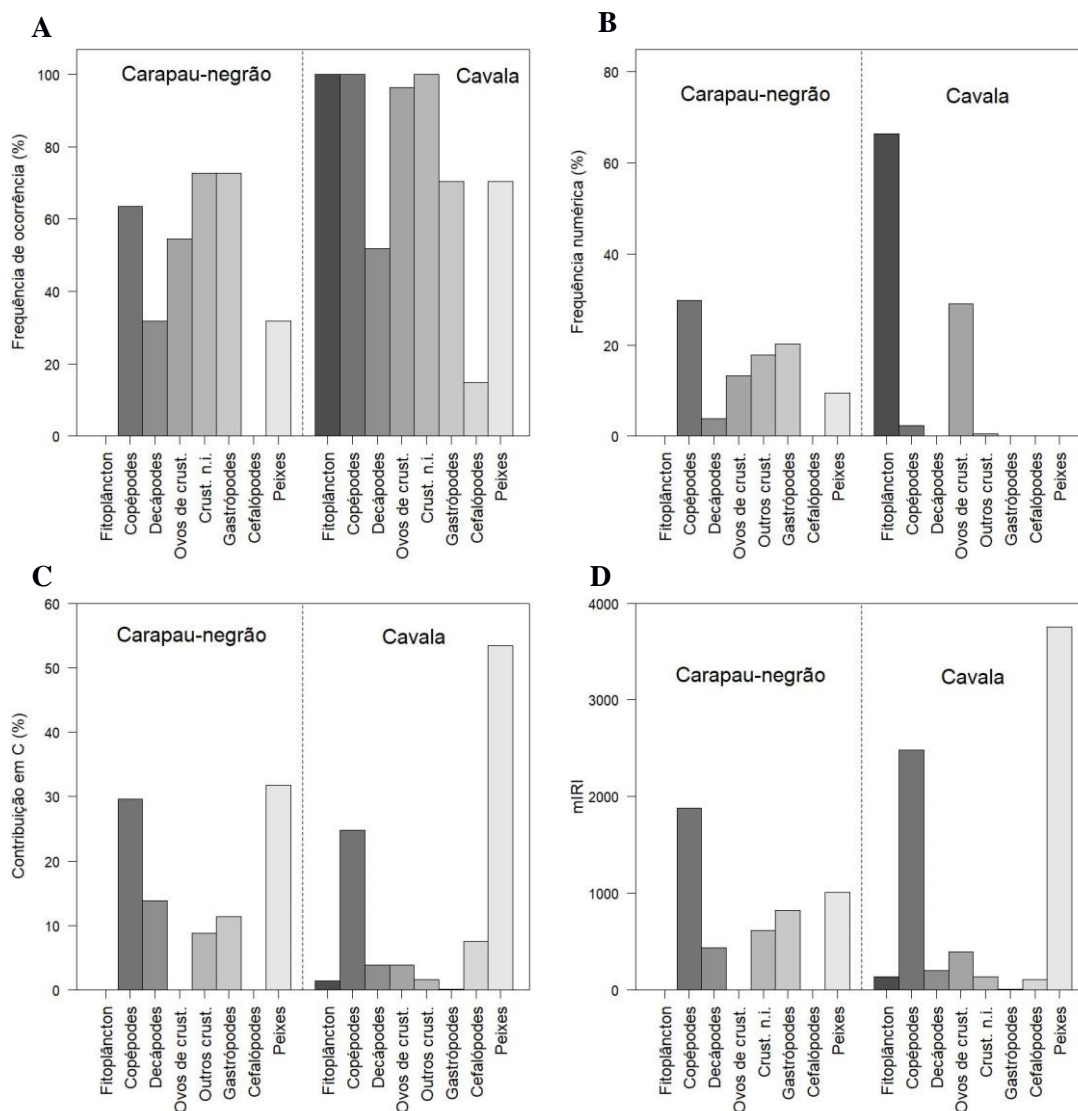 A
Carapau-negrão
Cavala
Frequência de ocorrência (%)
100
80
60
40
20
0
Fitoplâncton
Copépodes
Decápodes
Ovos de crust.
Crust. n.i.
Gastrópodes
Cefalópodes
Peixes
Fitoplâncton
Copépodes
Decápodes
Ovos de crust.
Crust. n.i.
Gastrópodes
Cefalópodes
Peixes
B
Carapau-negrão
Cavala
Frequência numérica (%)
80
60
40
20
0
Fitoplâncton
Copépodes
Decápodes
Ovos de crust.
Outros crust.
Gastrópodes
Cefalópodes
Peixes
Fitoplâncton
Copépodes
Decápodes
Ovos de crust.
Outros crust.
Gastrópodes
Cefalópodes
Peixes
C
Carapau-negrão
Cavala
Contribuição em C (%)
60
50
40
30
20
10
0
Fitoplâncton
Copépodes
Decápodes
Ovos de crust.
Outros crust.
Gastrópodes
Cefalópodes
Peixes
Fitoplâncton
Copépodes
Decápodes
Ovos de crust.
Outros crust.
Gastrópodes
Cefalópodes
Peixes
D
Carapau-negrão
Cavala
mIRI
4000
3000
2000
1000
0
Fitoplâncton
Copépodes
Decápodes
Ovos de crust.
Crust. n.i.
Gastrópodes
Cefalópodes
Peixes
Fitoplâncton
Copépodes
Decápodes
Ovos de crust.
Crust. n.i.
Gastrópodes
Cefalópodes
Peixes